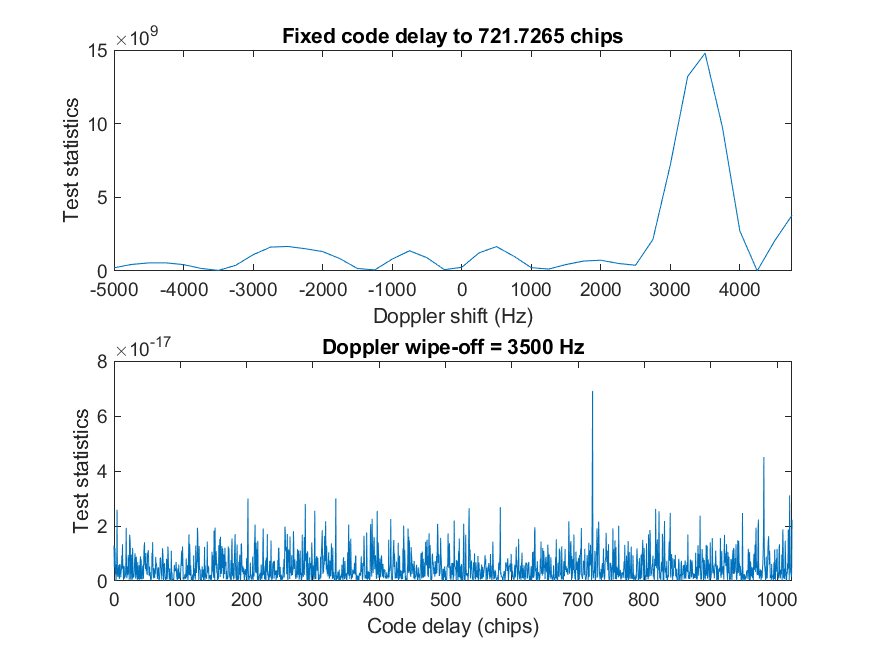 ×10^9
Fixed code delay to 721.7265 chips
15
10
5
0
Test statistics
-5000 -4000 -3000 -2000 -1000 0 1000 2000 3000 4000
Doppler shift (Hz)
×10^-17
Doppler wipe-off = 3500 Hz
8
6
4
2
0
Test statistics
0 100 200 300 400 500 600 700 800 900 1000
Code delay (chips)